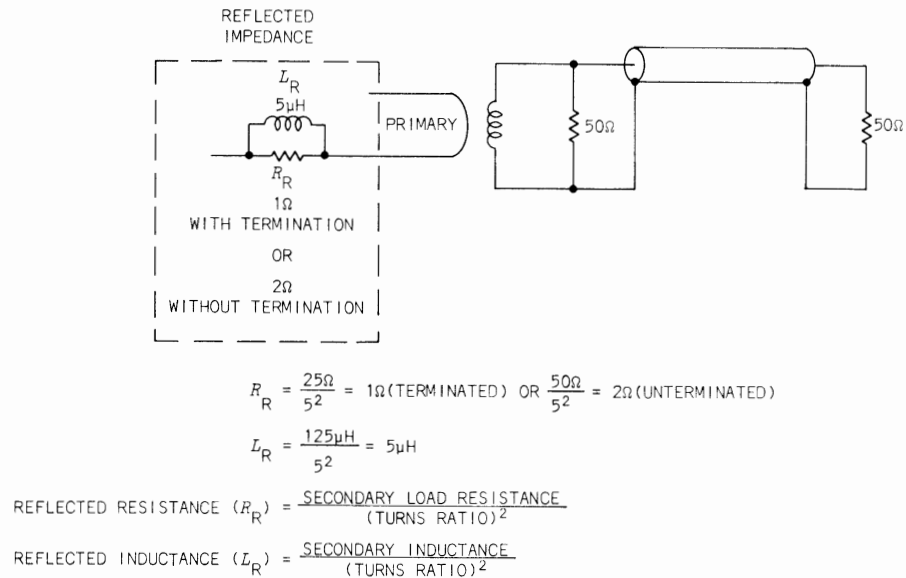 REFLECTED
IMPEDANCE
L_R
5μH
PRIMARY
50Ω
50Ω
R_R
1Ω
WITH TERMINATION
OR
2Ω
WITHOUT TERMINATION
R_R = 25Ω/5² = 1Ω(TERMINATED) OR 50Ω/5² = 2Ω(UNTERMINATED)
L_R = 125μH/5² = 5μH
REFLECTED RESISTANCE (R_R) = SECONDARY LOAD RESISTANCE/(TURNS RATIO)²
REFLECTED INDUCTANCE (L_R) = SECONDARY INDUCTANCE/(TURNS RATIO)²